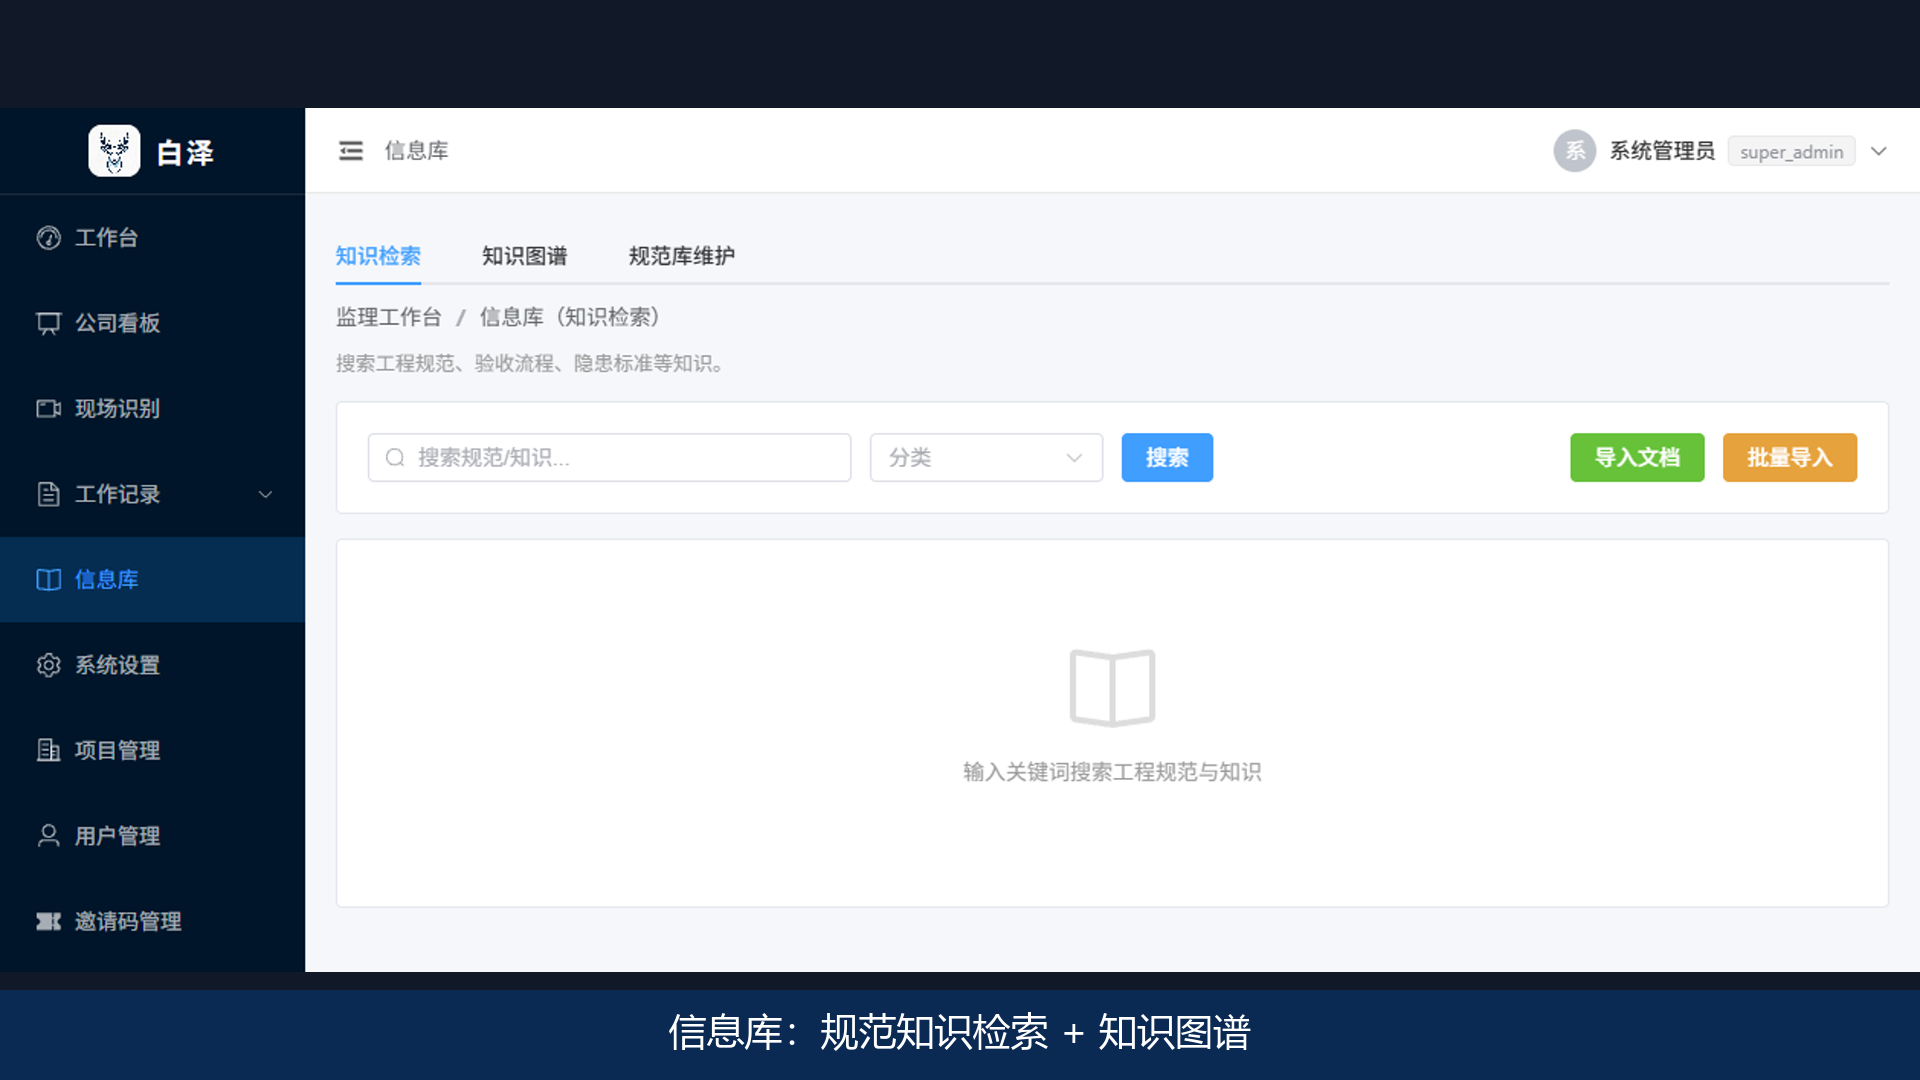 白泽
信息库
系 系统管理员 super_admin
工作台
公司看板
现场识别
工作记录
信息库
系统设置
项目管理
用户管理
邀请码管理
知识检索 知识图谱 规范库维护
监理工作台 / 信息库（知识检索）
搜索工程规范、验收流程、隐患标准等知识。
搜索规范/知识... 分类 搜索 导入文档 批量导入
输入关键词搜索工程规范与知识
信息库：规范知识检索 + 知识图谱